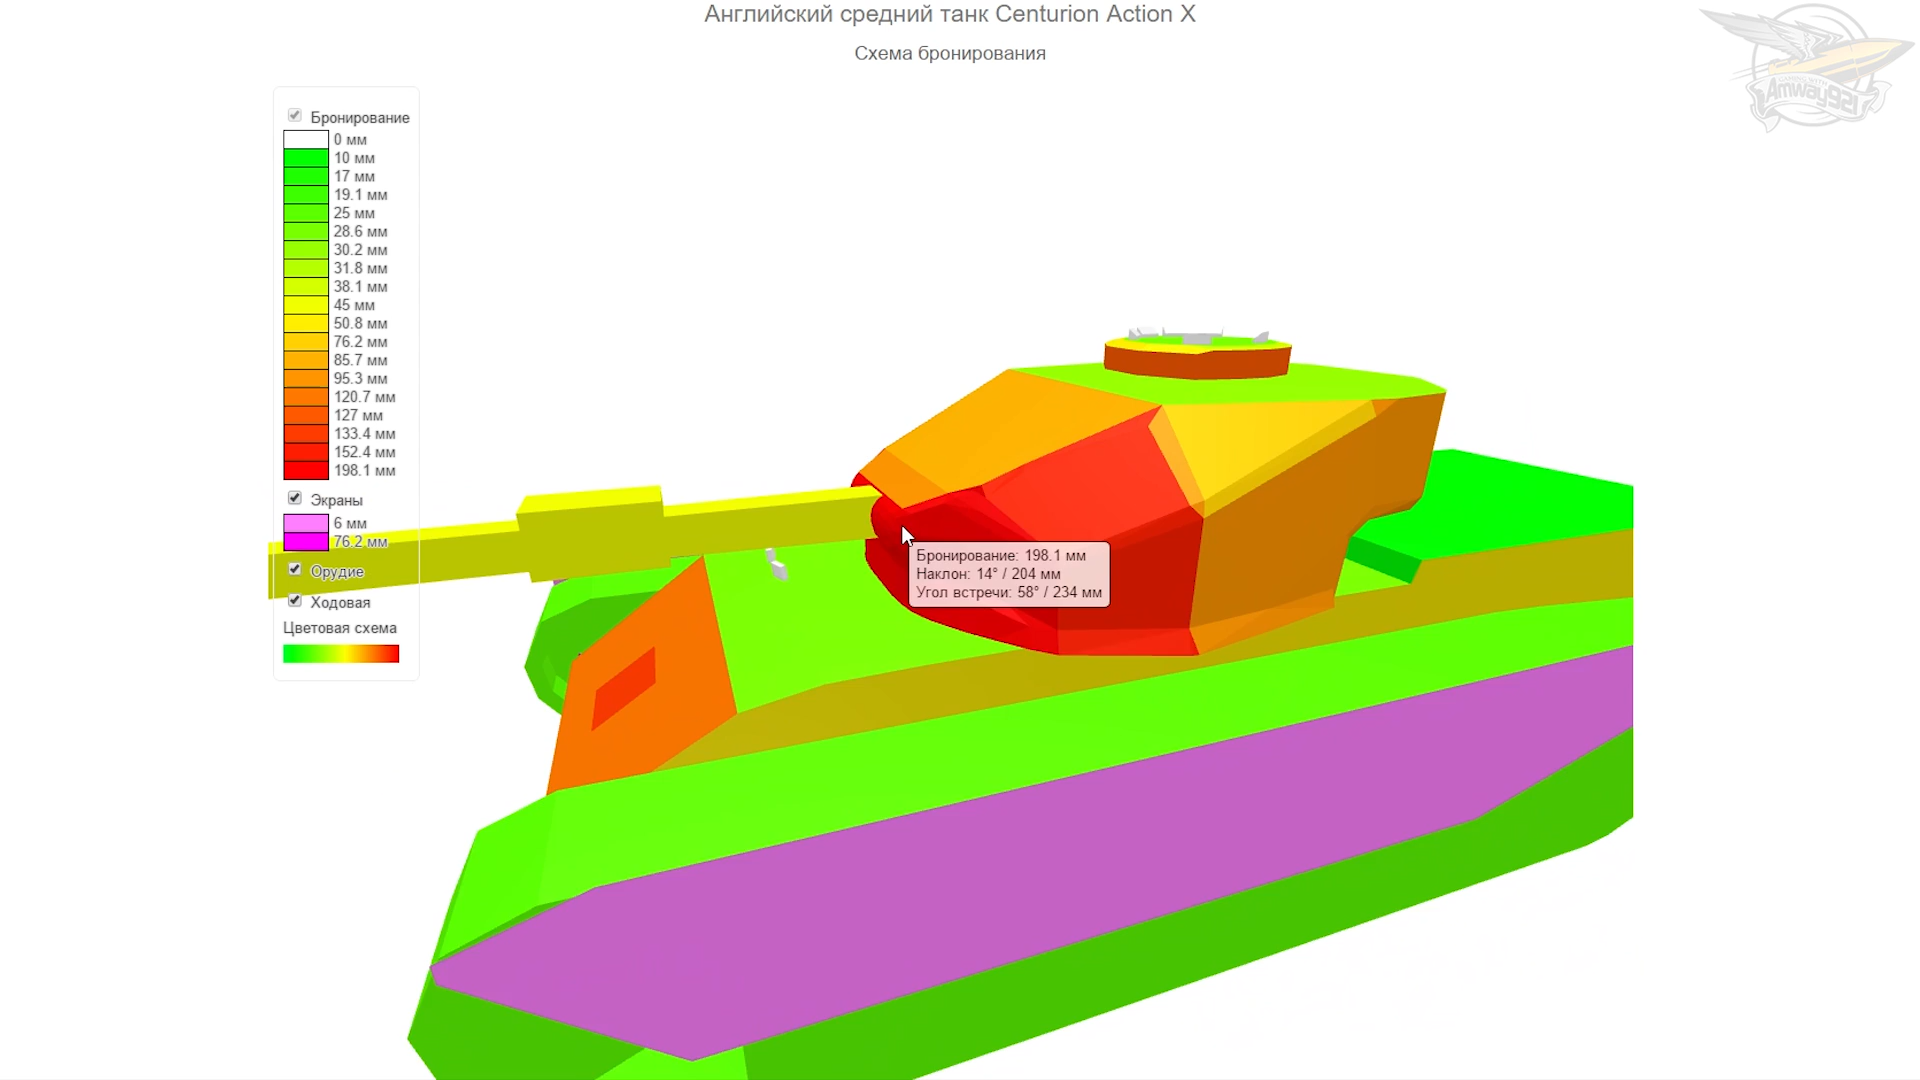 Английский средний танк Centurion Action X
Схема бронирования
Amway921
Бронирование
0 мм
10 мм
17 мм
19.1 мм
25 мм
28.6 мм
30.2 мм
31.8 мм
38.1 мм
45 мм
50.8 мм
76.2 мм
85.7 мм
95.3 мм
120.7 мм
127 мм
133.4 мм
152.4 мм
198.1 мм
Экраны
6 мм
76.2 мм
Орудие
Ходовая
Цветовая схема
Бронирование: 198.1 мм
Наклон: 14° / 204 мм
Угол встречи: 58° / 234 мм